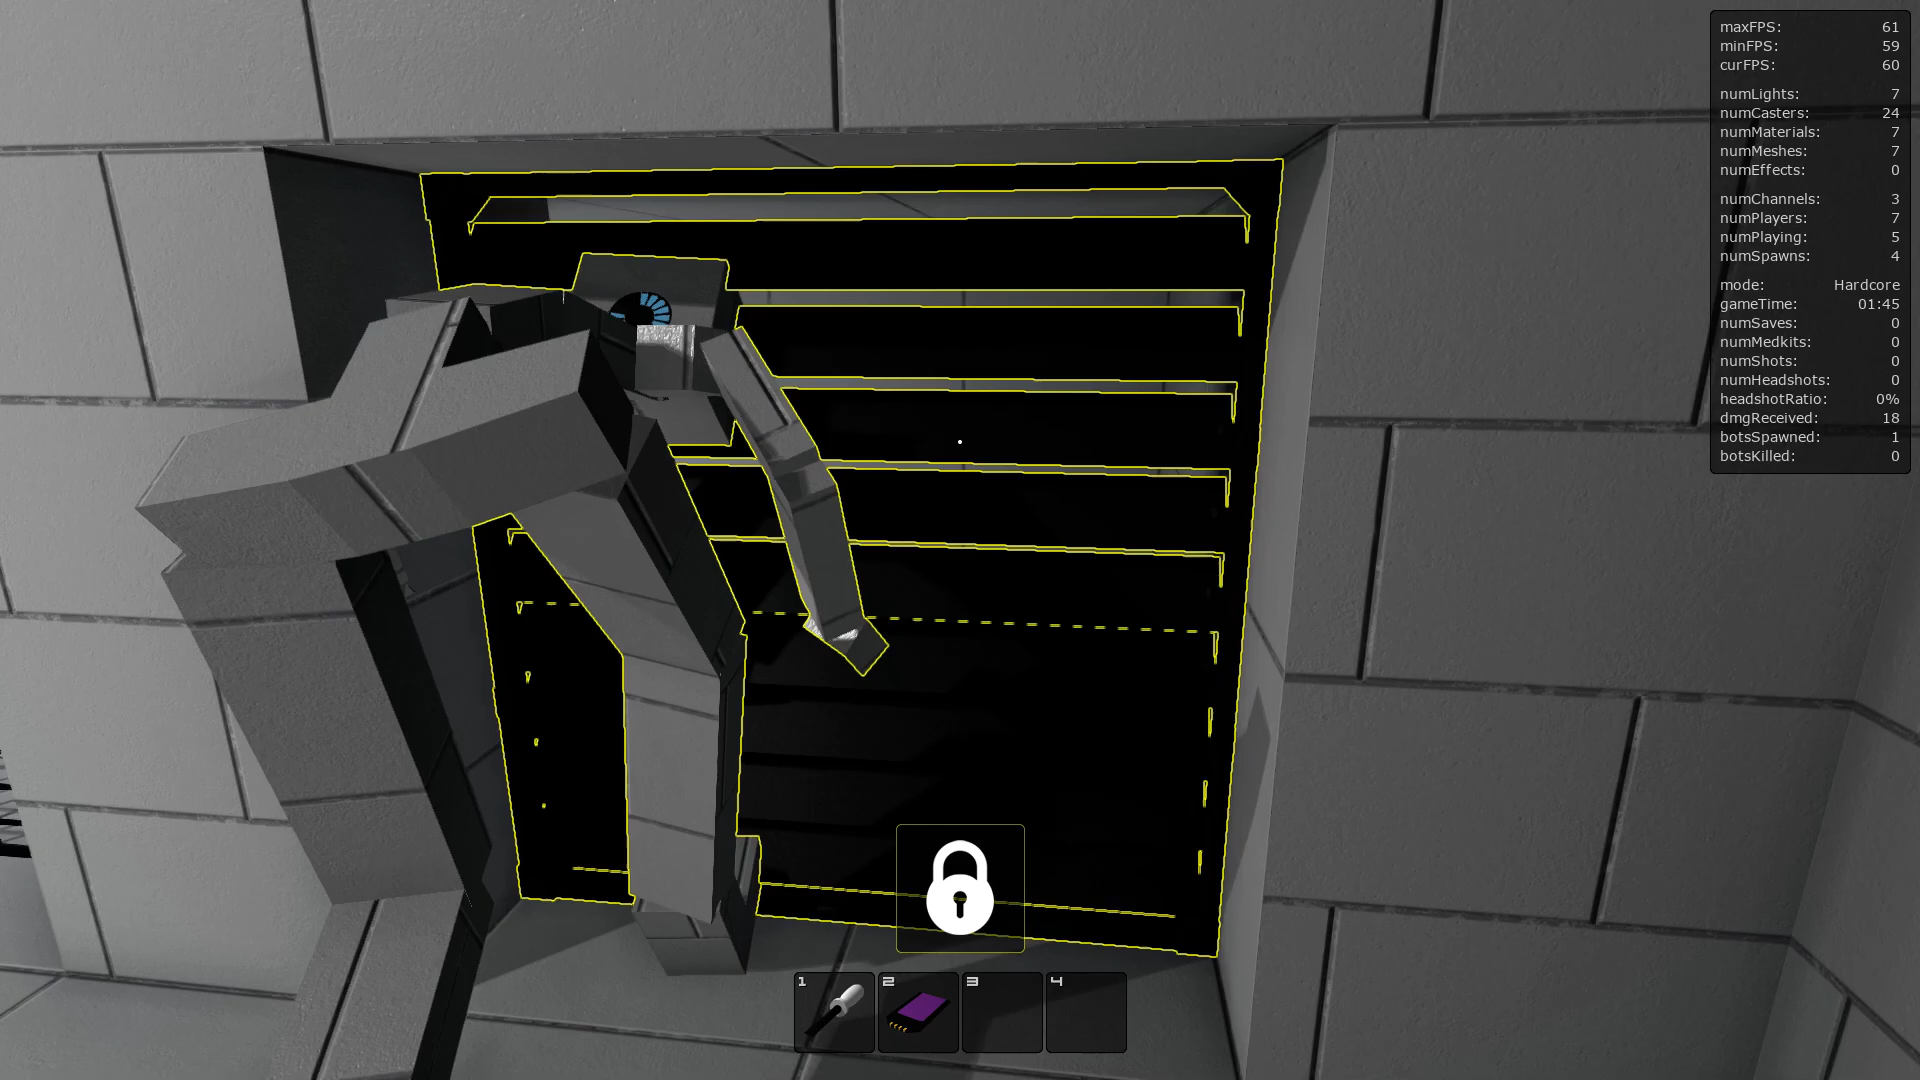 maxFPS: 61
minFPS: 59
curFPS: 60
numLights: 7
numCasters: 24
numMaterials: 7
numMeshes: 7
numEffects: 0
numChannels: 3
numPlayers: 7
numPlaying: 5
numSpawns: 4
mode: Hardcore
gameTime: 01:45
numSaves: 0
numMedkits: 0
numShots: 0
numHeadshots: 0
headshotRatio: 0%
dmgReceived: 18
botsSpawned: 1
botsKilled: 0
1 2 3 4